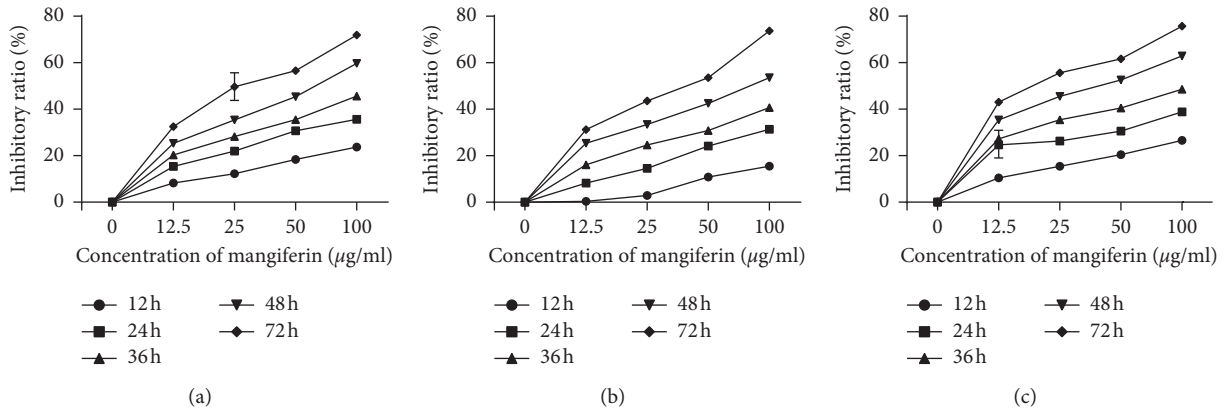 80
60
40
20
0
Inhibitory ratio (%)
0 12.5 25 50 100
Concentration of mangiferin (µg/ml)
12 h 48 h
24 h 72 h
36 h
(a)
80
60
40
20
0
Inhibitory ratio (%)
0 12.5 25 50 100
Concentration of mangiferin (µg/ml)
12 h 48 h
24 h 72 h
36 h
(b)
80
60
40
20
0
Inhibitory ratio (%)
0 12.5 25 50 100
Concentration of mangiferin (µg/ml)
12 h 48 h
24 h 72 h
36 h
(c)